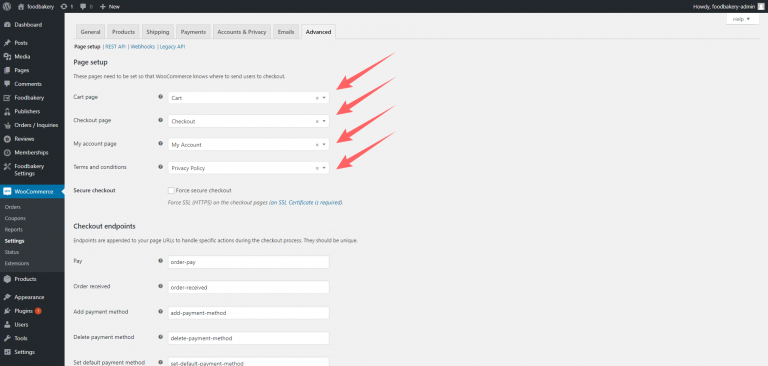 foodbakery 1 0 + New Howdy, foodbakery-admin
Help ▼
Dashboard
Posts
Media
Pages
Comments
Foodbakery
Publishers
Orders / Inquiries
Reviews
Memberships
Foodbakery
Settings
WooCommerce
Orders
Coupons
Reports
Settings
Status
Extensions
Products
Appearance
Plugins 1
Users
Tools
Settings
General Products Shipping Payments Accounts & Privacy Emails Advanced
Page setup | REST API | Webhooks | Legacy API
Page setup
These pages need to be set so that WooCommerce knows where to send users to checkout.
Cart page Cart ×
Checkout page Checkout ×
My account page My Account ×
Terms and conditions Privacy Policy ×
Secure checkout Force secure checkout
Force SSL (HTTPS) on the checkout pages (an SSL Certificate is required).
Checkout endpoints
Endpoints are appended to your page URLs to handle specific actions during the checkout process. They should be unique.
Pay order-pay
Order received order-received
Add payment method add-payment-method
Delete payment method delete-payment-method
Set default payment method set-default-payment-method